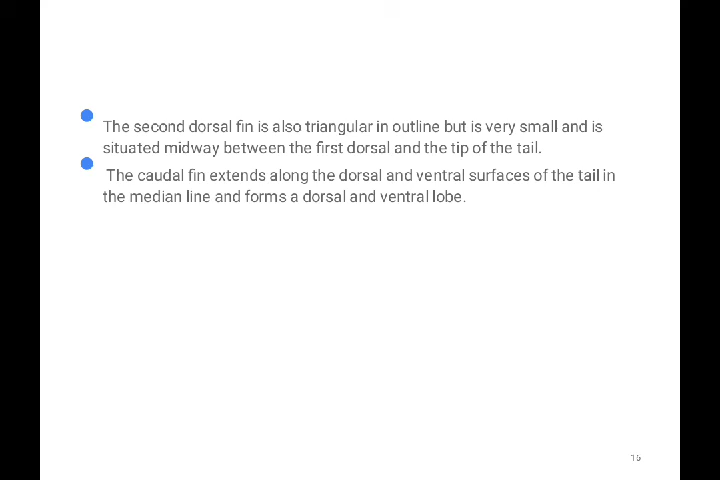 The second dorsal fin is also triangular in outline but is very small and is
situated midway between the first dorsal and the tip of the tail.
The caudal fin extends along the dorsal and ventral surfaces of the tail in
the median line and forms a dorsal and ventral lobe.
16